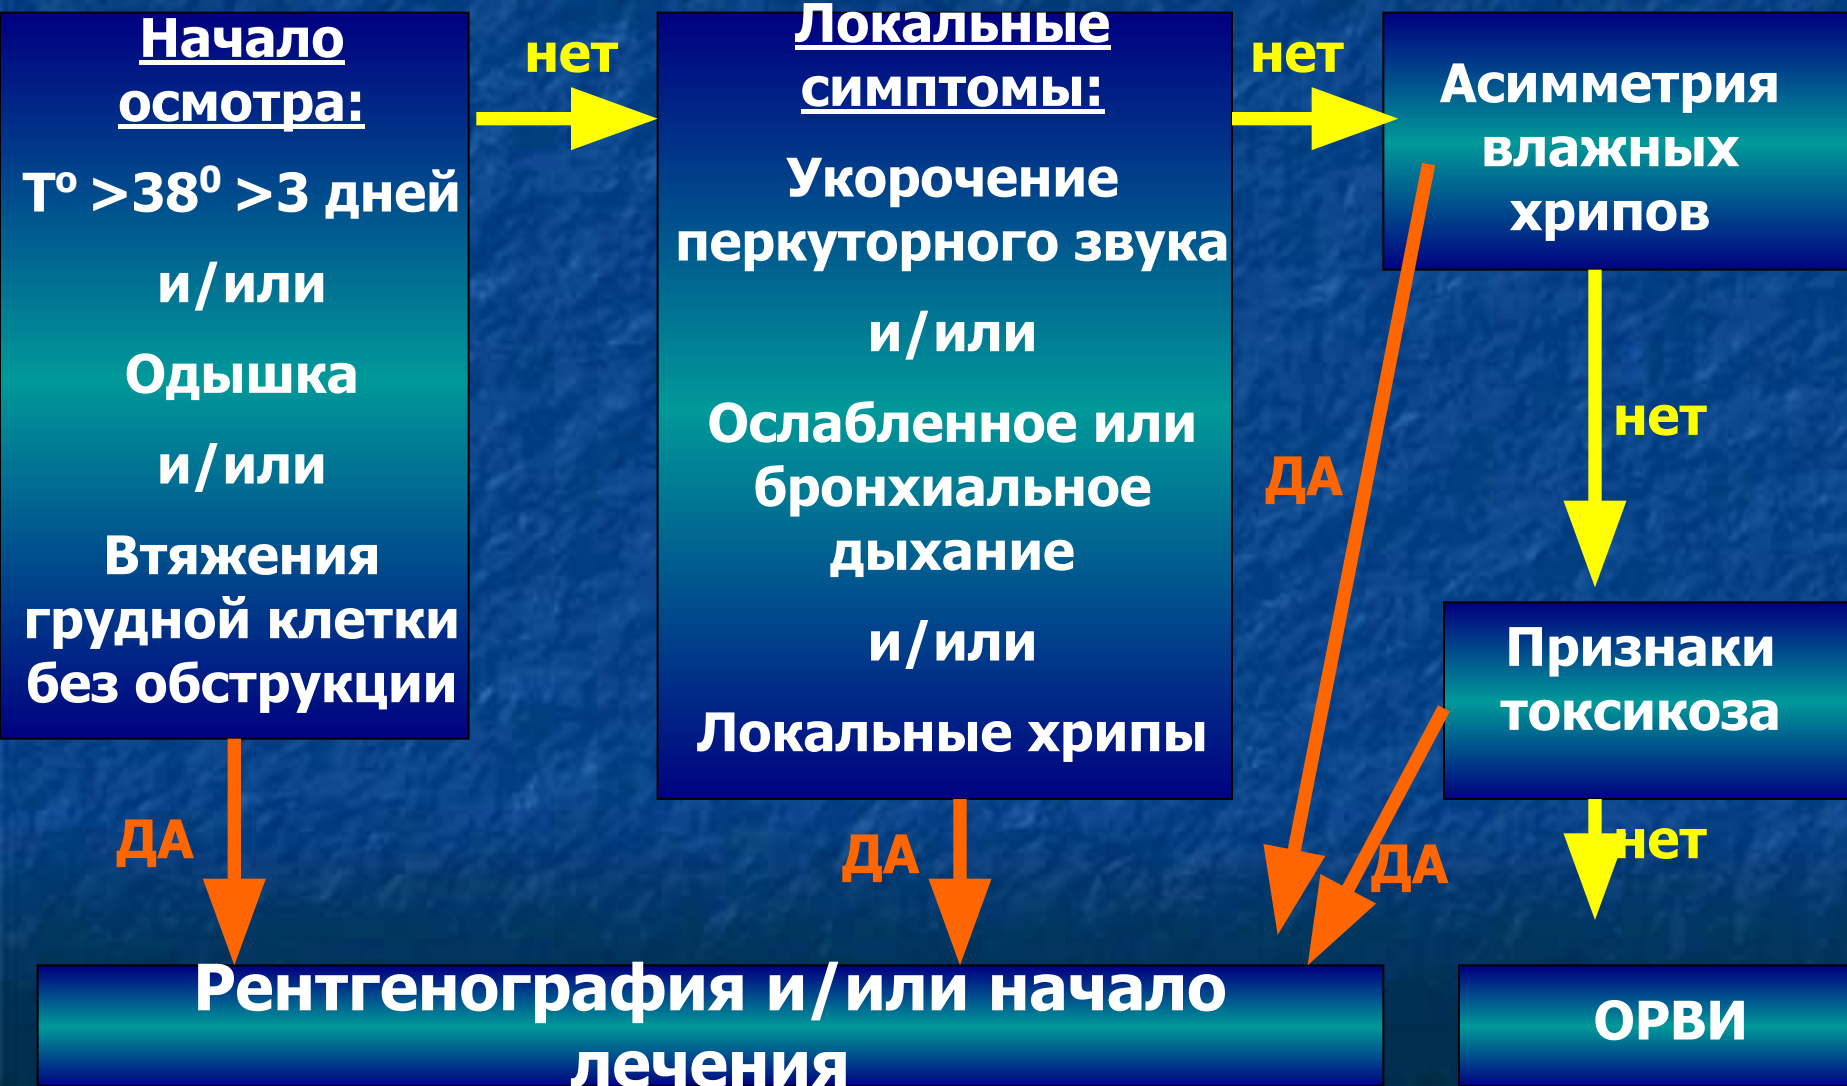 Начало
осмотра:
Tº >38⁰ >3 дней
и/или
Одышка
и/или
Втяжения
грудной клетки
без обструкции
нет
Локальные
симптомы:
Укорочение
перкуторного звука
и/или
Ослабленное или
бронхиальное
дыхание
и/или
Локальные хрипы
нет
Асимметрия
влажных
хрипов
нет
ДА
Признаки
токсикоза
ДА
ДА
ДА
нет
Рентгенография и/или начало
лечения
ОРВИ